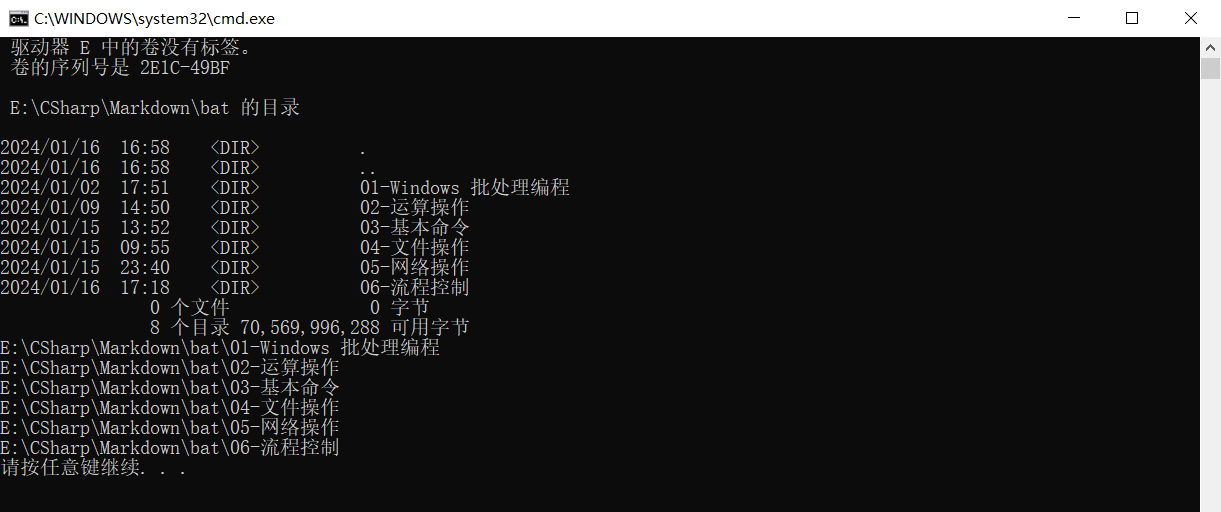 C:\WINDOWS\system32\cmd.exe
驱动器 E 中的卷没有标签。
卷的序列号是 2E1C-49BF
E:\CSharp\Markdown\bat 的目录
2024/01/16  16:58    <DIR>          .
2024/01/16  16:58    <DIR>          ..
2024/01/02  17:51    <DIR>          01-Windows 批处理编程
2024/01/09  14:50    <DIR>          02-运算操作
2024/01/15  13:52    <DIR>          03-基本命令
2024/01/15  09:55    <DIR>          04-文件操作
2024/01/15  23:40    <DIR>          05-网络操作
2024/01/16  17:18    <DIR>          06-流程控制
0 个文件              0 字节
8 个目录 70,569,996,288 可用字节
E:\CSharp\Markdown\bat\01-Windows 批处理编程
E:\CSharp\Markdown\bat\02-运算操作
E:\CSharp\Markdown\bat\03-基本命令
E:\CSharp\Markdown\bat\04-文件操作
E:\CSharp\Markdown\bat\05-网络操作
E:\CSharp\Markdown\bat\06-流程控制
请按任意键继续. . .